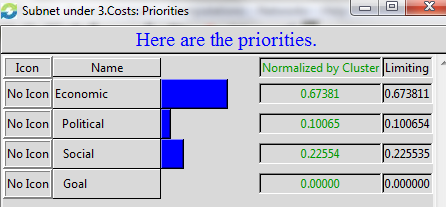 Subnet under 3.Costs: Priorities
Here are the priorities.
Icon Name Normalized by Cluster Limiting
No Icon Economic 0.67381 0.673811
No Icon Political 0.10065 0.100654
No Icon Social 0.22554 0.225535
No Icon Goal 0.00000 0.000000